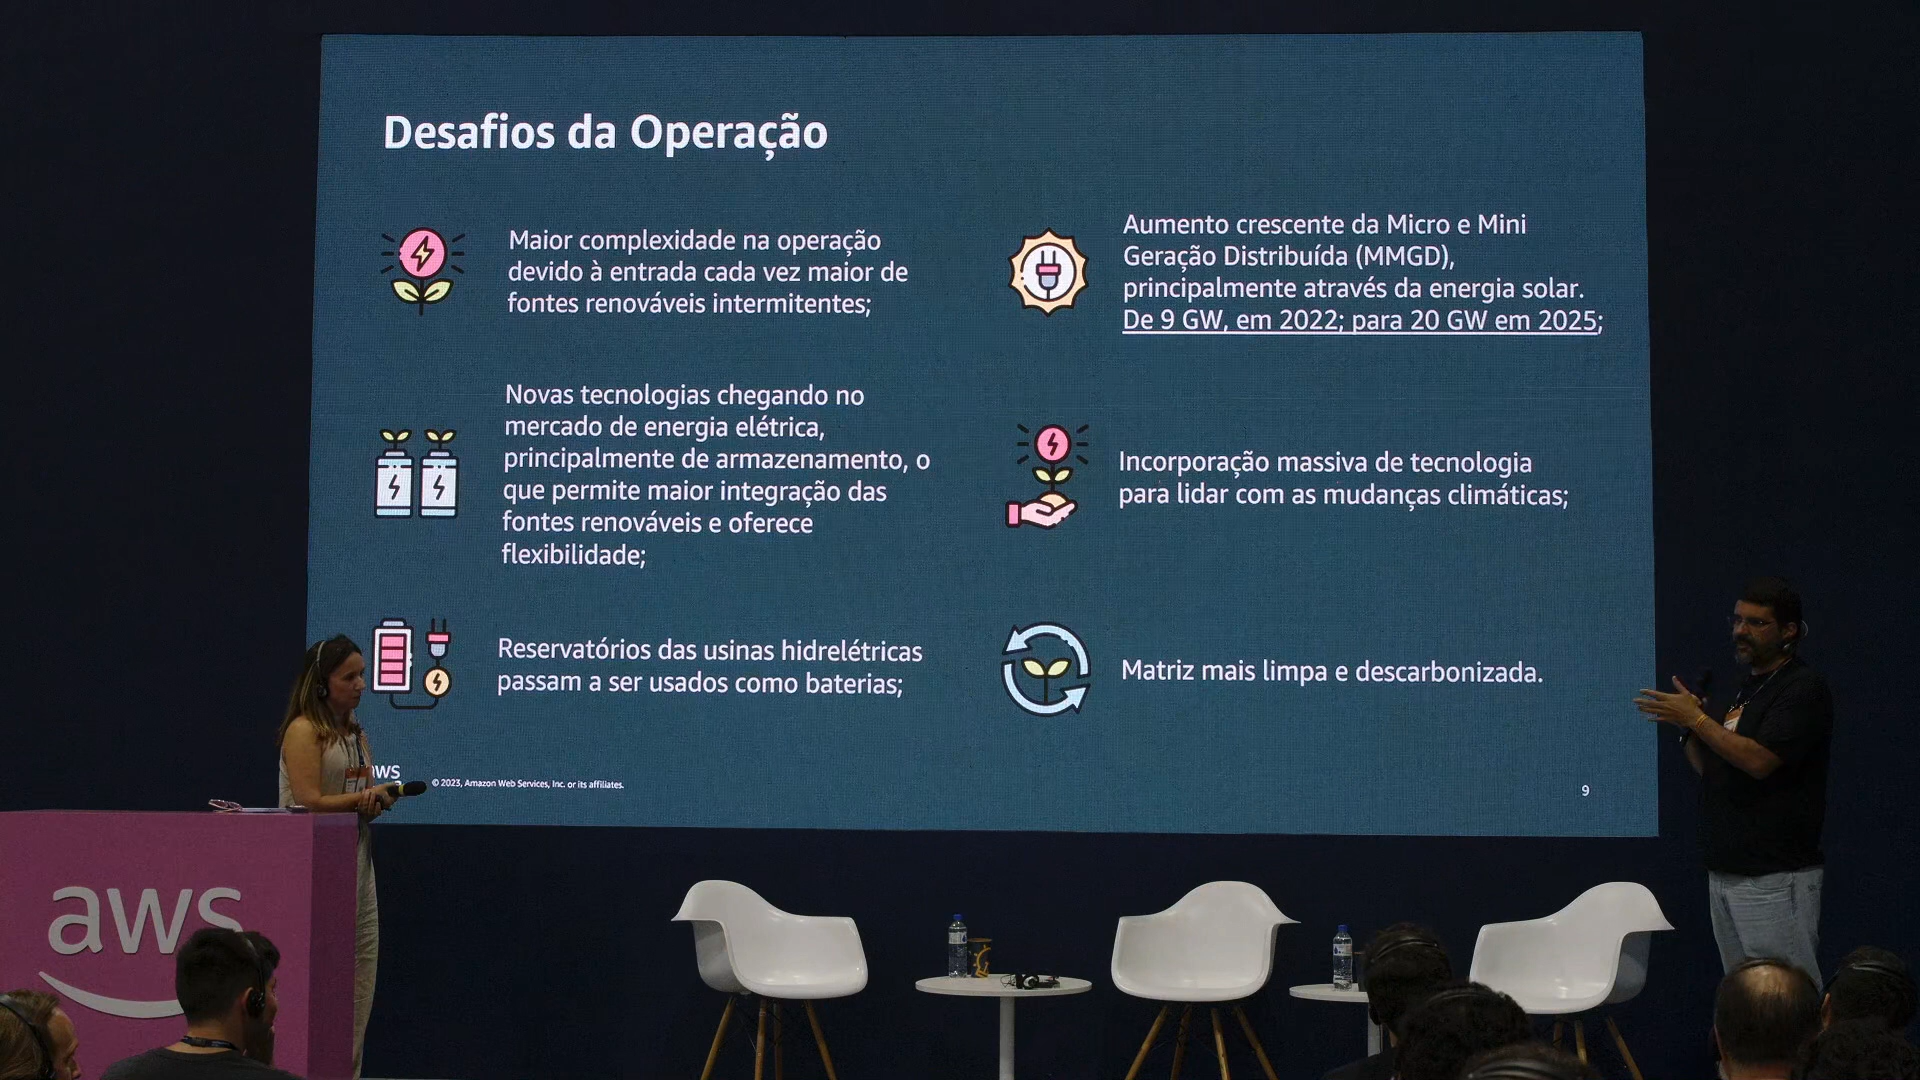 Desafios da Operação
Maior complexidade na operação
devido à entrada cada vez maior de
fontes renováveis intermitentes;
Novas tecnologias chegando no
mercado de energia elétrica,
principalmente de armazenamento, o
que permite maior integração das
fontes renováveis e oferece
flexibilidade;
Reservatórios das usinas hidrelétricas
passam a ser usados como baterias;
Aumento crescente da Micro e Mini
Geração Distribuída (MMGD),
principalmente através da energia solar.
De 9 GW, em 2022; para 20 GW em 2025;
Incorporação massiva de tecnologia
para lidar com as mudanças climáticas;
Matriz mais limpa e descarbonizada.
aws
© 2023, Amazon Web Services, Inc. or its affiliates.
9
aws